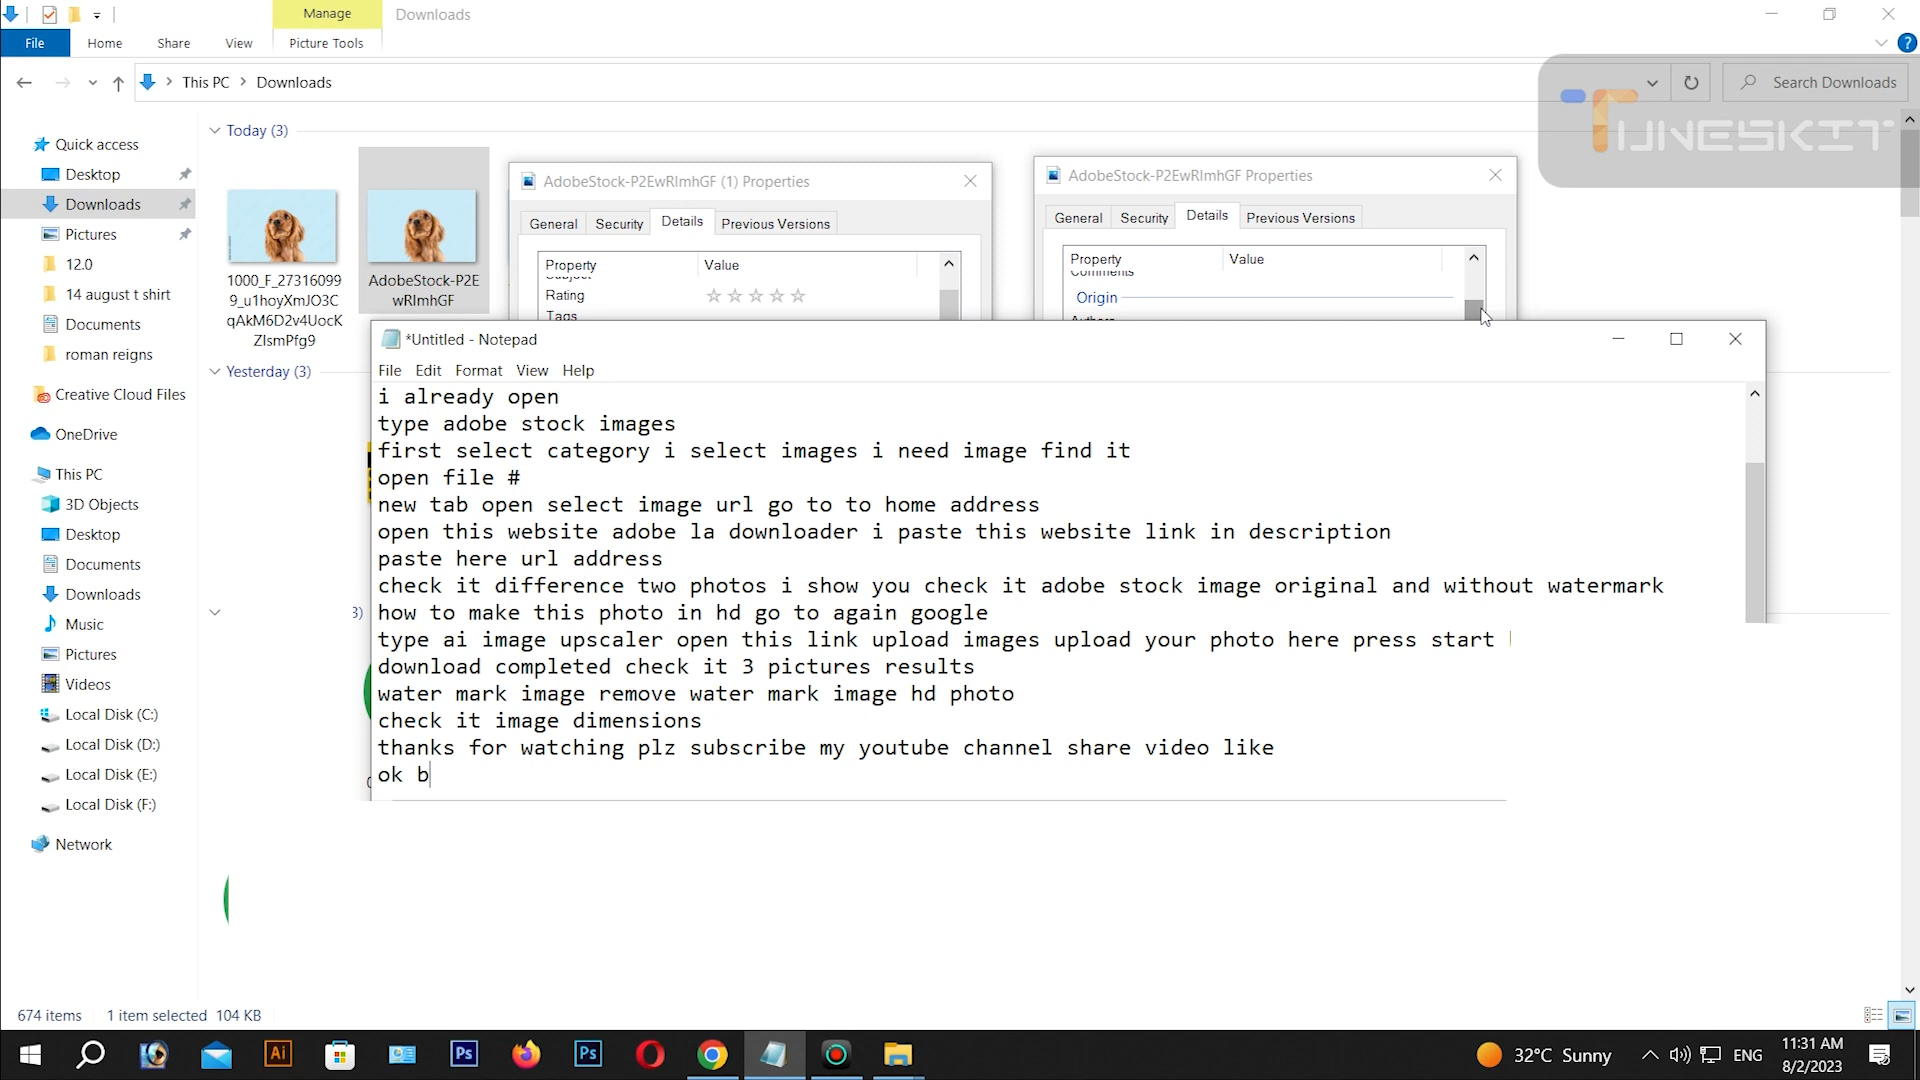 Manage
Downloads
File
Home
Share
View
Picture Tools
This PC
Downloads
Search Downloads
TUNESKIT
Quick access
Desktop
Downloads
Pictures
12.0
14 august t shirt
Documents
roman reigns
Creative Cloud Files
OneDrive
This PC
3D Objects
Desktop
Documents
Downloads
Music
Pictures
Videos
Local Disk (C:)
Local Disk (D:)
Local Disk (E:)
Local Disk (F:)
Network
Today (3)
1000_F_27316099
9_u1hoyXmJO3C
qAkM6D2v4UocK
ZIsmPfg9
AdobeStock-P2E
wRlmhGF
Yesterday (3)
3)
AdobeStock-P2EwRlmhGF (1) Properties
General
Security
Details
Previous Versions
Property
Value
Subject
Rating
Tags
AdobeStock-P2EwRlmhGF Properties
General
Security
Details
Previous Versions
Property
Value
Comments
Origin
Authors
*Untitled - Notepad
File
Edit
Format
View
Help
i already open
type adobe stock images
first select category i select images i need image find it
open file #
new tab open select image url go to to home address
open this website adobe la downloader i paste this website link in description
paste here url address
check it difference two photos i show you check it adobe stock image original and without watermark
how to make this photo in hd go to again google
type ai image upscaler open this link upload images upload your photo here press start
download completed check it 3 pictures results
water mark image remove water mark image hd photo
check it image dimensions
thanks for watching plz subscribe my youtube channel share video like
ok b
674 items
1 item selected 104 KB
Ai
Ps
Ps
32°C Sunny
ENG
11:31 AM
8/2/2023